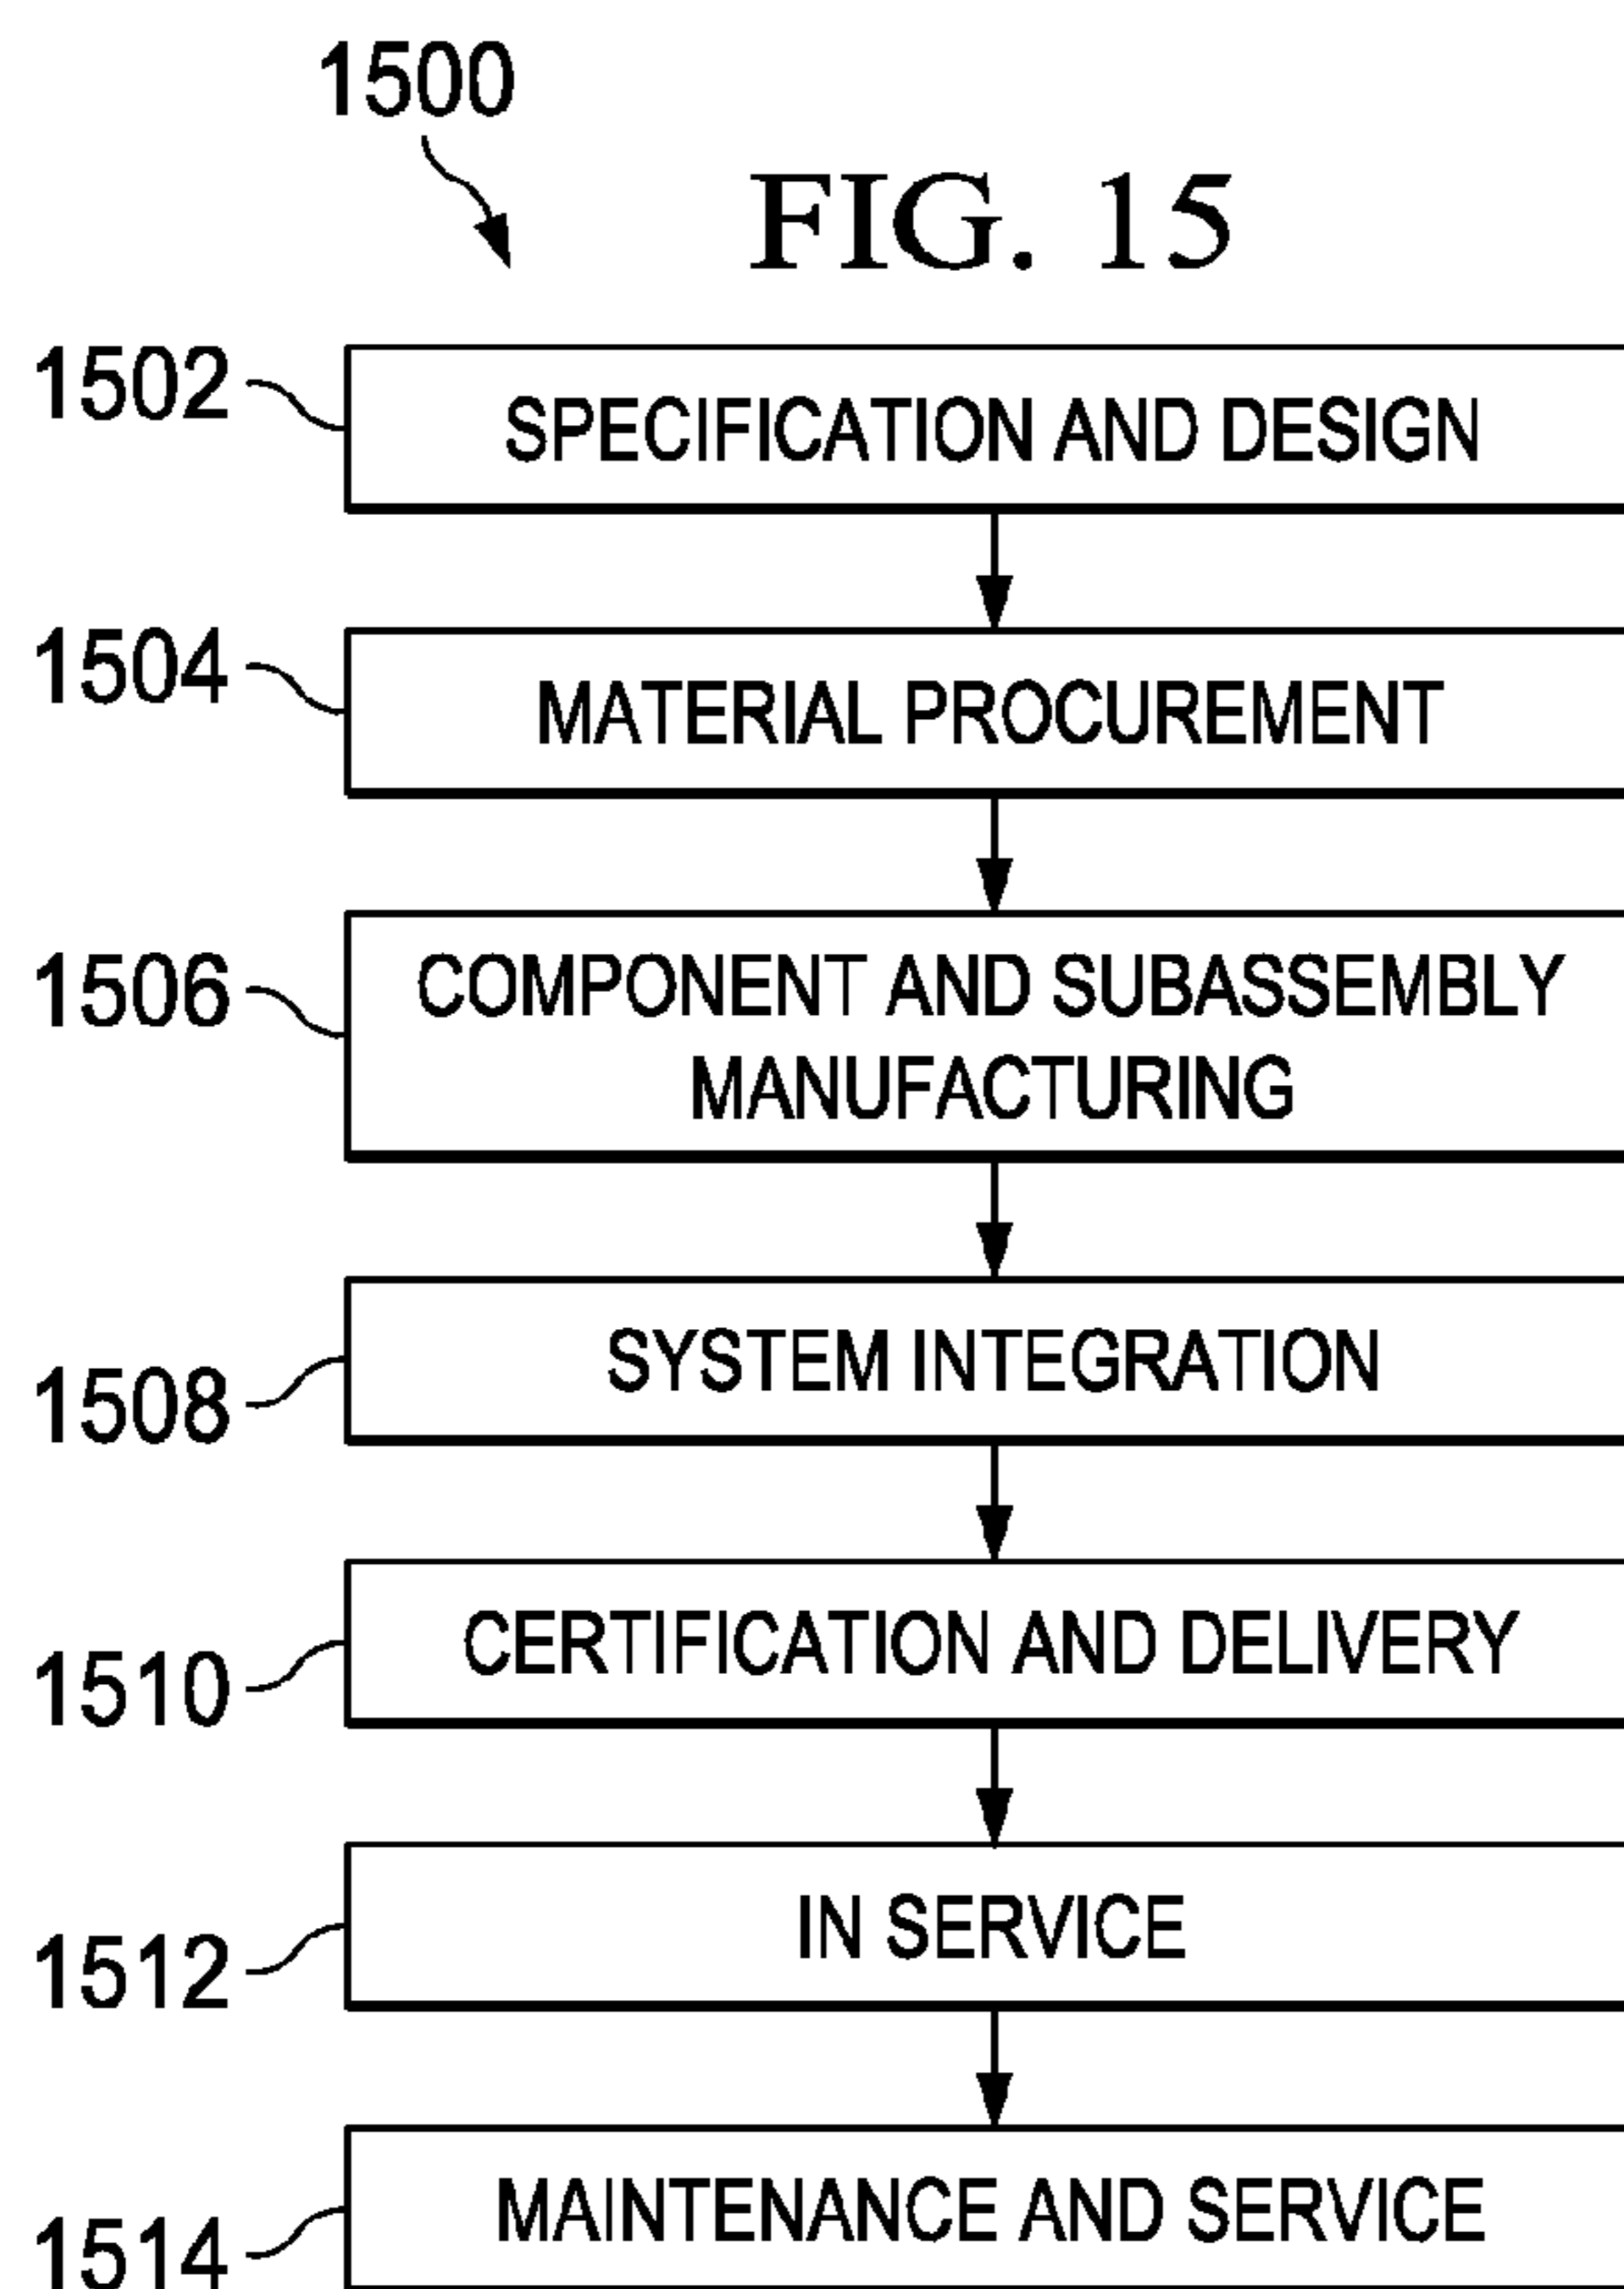 1500
FIG. 15
1502
SPECIFICATION AND DESIGN
1504
MATERIAL PROCUREMENT
1506
COMPONENT AND SUBASSEMBLY
MANUFACTURING
1508
SYSTEM INTEGRATION
1510
CERTIFICATION AND DELIVERY
1512
IN SERVICE
1514
MAINTENANCE AND SERVICE